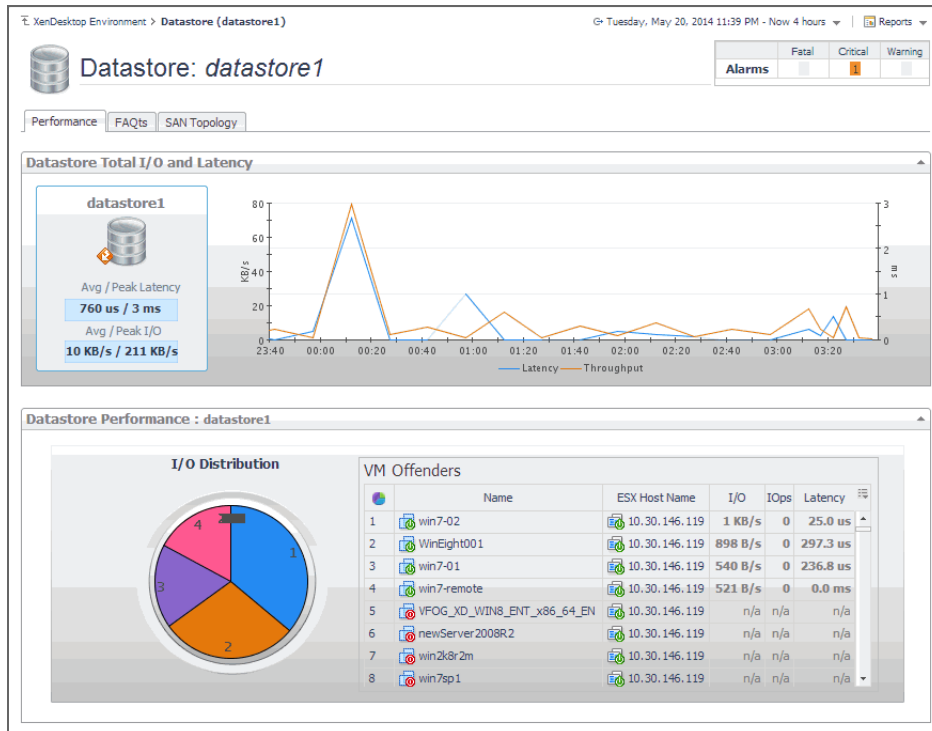 XenDesktop Environment > Datastore (datastore1)
Tuesday, May 20, 2014 11:39 PM - Now 4 hours
Reports
Datastore: datastore1
Fatal Critical Warning
Alarms 1
Performance
FAQts
SAN Topology
Datastore Total I/O and Latency
datastore1
Avg / Peak Latency
760 us / 3 ms
Avg / Peak I/O
10 KB/s / 211 KB/s
80
60
40
20
0
KB/s
3
2
1
0
ms
23:40 00:00 00:20 00:40 01:00 01:20 01:40 02:00 02:20 02:40 03:00 03:20
Latency Throughput
Datastore Performance : datastore1
I/O Distribution
4
1
3
2
VM Offenders
Name ESX Host Name I/O IOps Latency
1 win7-02 10.30.146.119 1 KB/s 0 25.0 us
2 WinEight001 10.30.146.119 898 B/s 0 297.3 us
3 win7-01 10.30.146.119 540 B/s 0 236.8 us
4 win7-remote 10.30.146.119 521 B/s 0 0.0 ms
5 VFOG_XD_WIN8_ENT_x86_64_EN 10.30.146.119 n/a n/a n/a
6 newServer2008R2 10.30.146.119 n/a n/a n/a
7 win2k8r2m 10.30.146.119 n/a n/a n/a
8 win7sp1 10.30.146.119 n/a n/a n/a